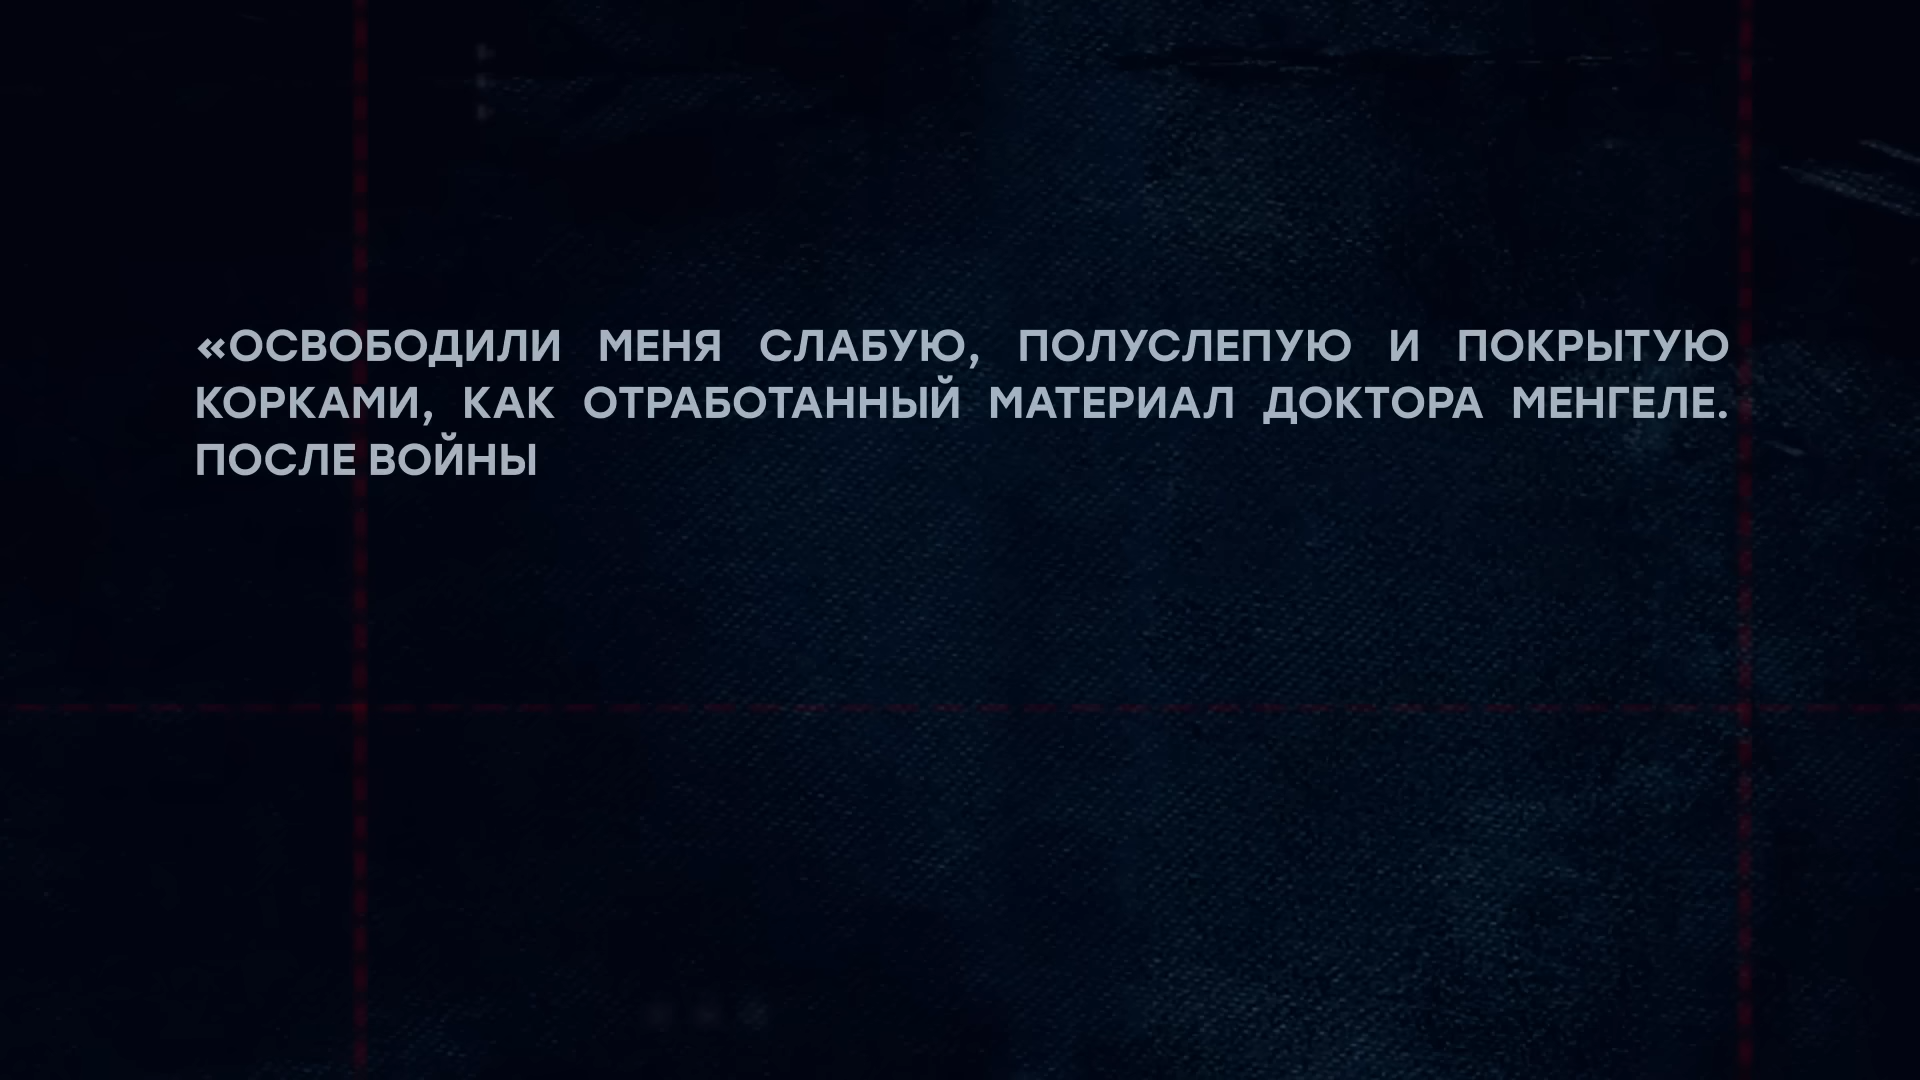 «ОСВОБОДИЛИ МЕНЯ СЛАБУЮ, ПОЛУСЛЕПУЮ И ПОКРЫТУЮ
КОРКАМИ, КАК ОТРАБОТАННЫЙ МАТЕРИАЛ ДОКТОРА МЕНГЕЛЕ.
ПОСЛЕ ВОЙНЫ